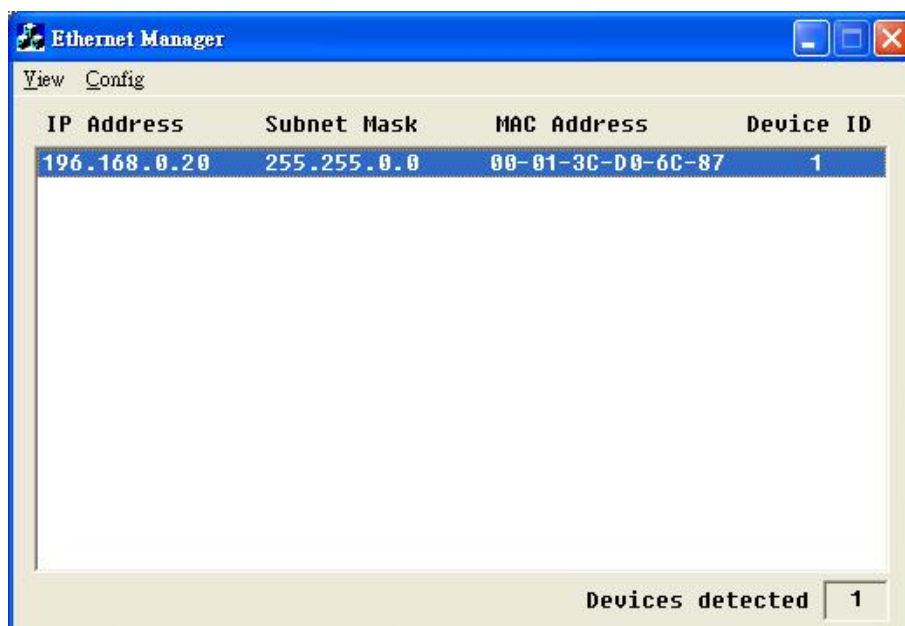 Ethernet Manager
View Config
IP Address Subnet Mask MAC Address Device ID
196.168.0.20 255.255.0.0 00-01-3C-D0-6C-87 1
Devices detected 1